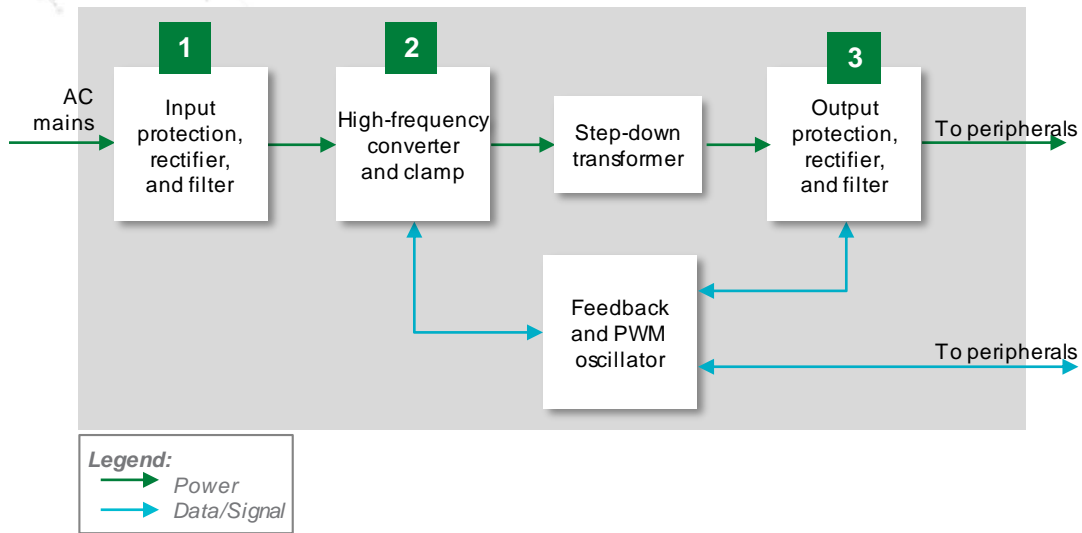 1
2
3
AC
mains
Input
protection,
rectifier,
and filter
High-frequency
converter
and clamp
Step-down
transformer
Output
protection,
rectifier,
and filter
To peripherals
Feedback
and PWM
oscillator
To peripherals
Legend:
Power
Data/Signal